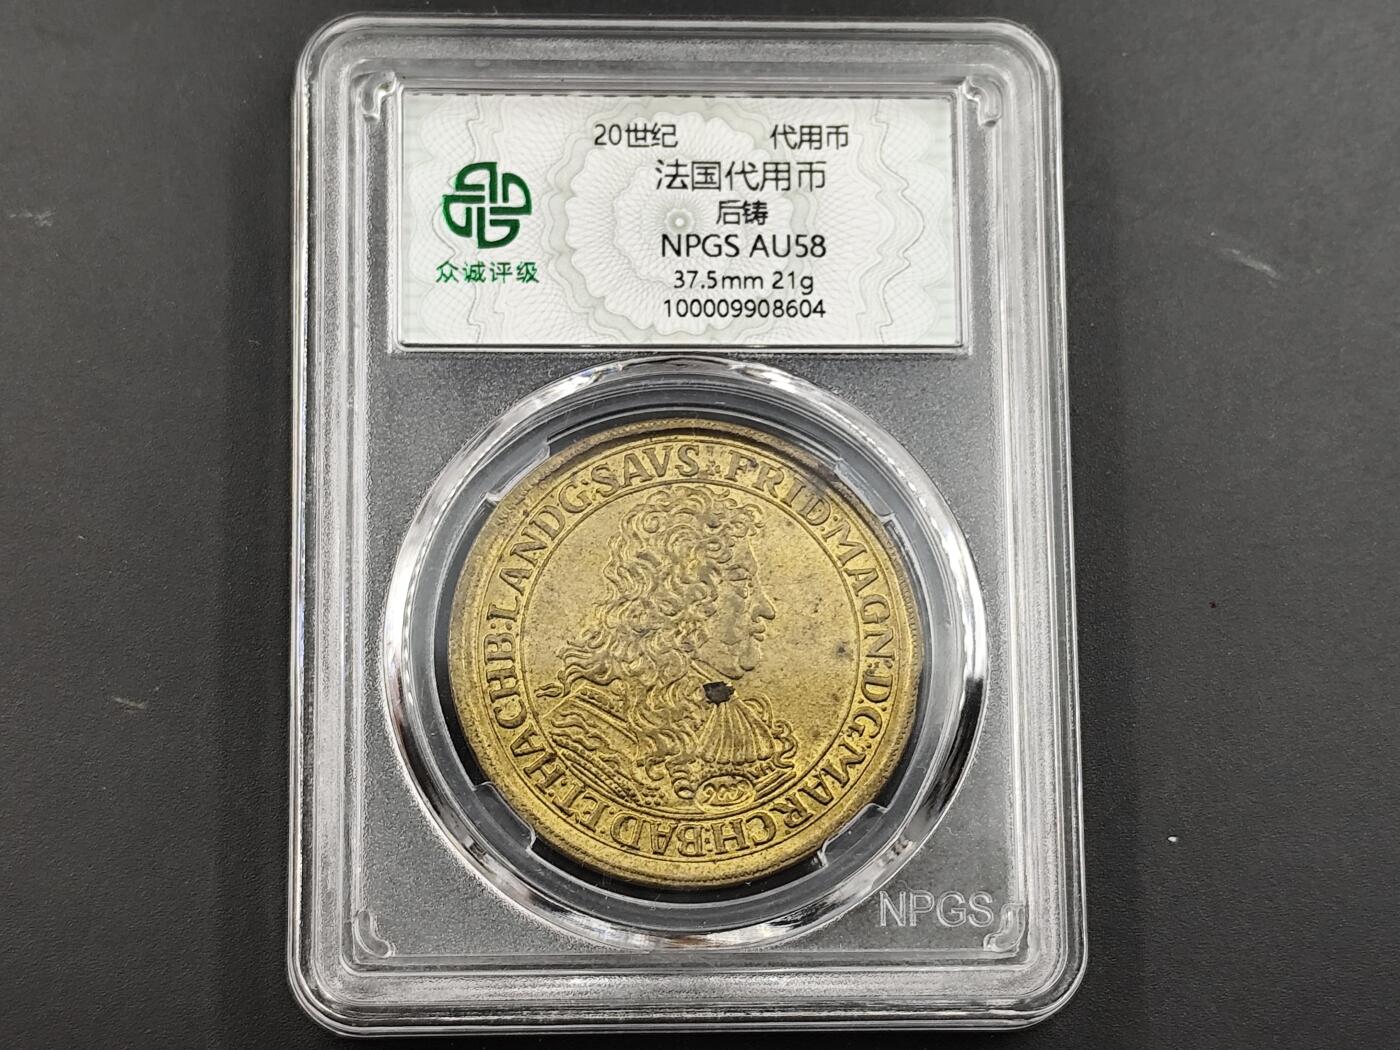 20世纪 代用币
法国代用币
后铸
NPGS AU58
37.5mm 21g
100009908604
众诚评级
FRID:MAGN:D:G:MARCH:BAD:ET:HACHB:LANDG:SAVS
NPGS